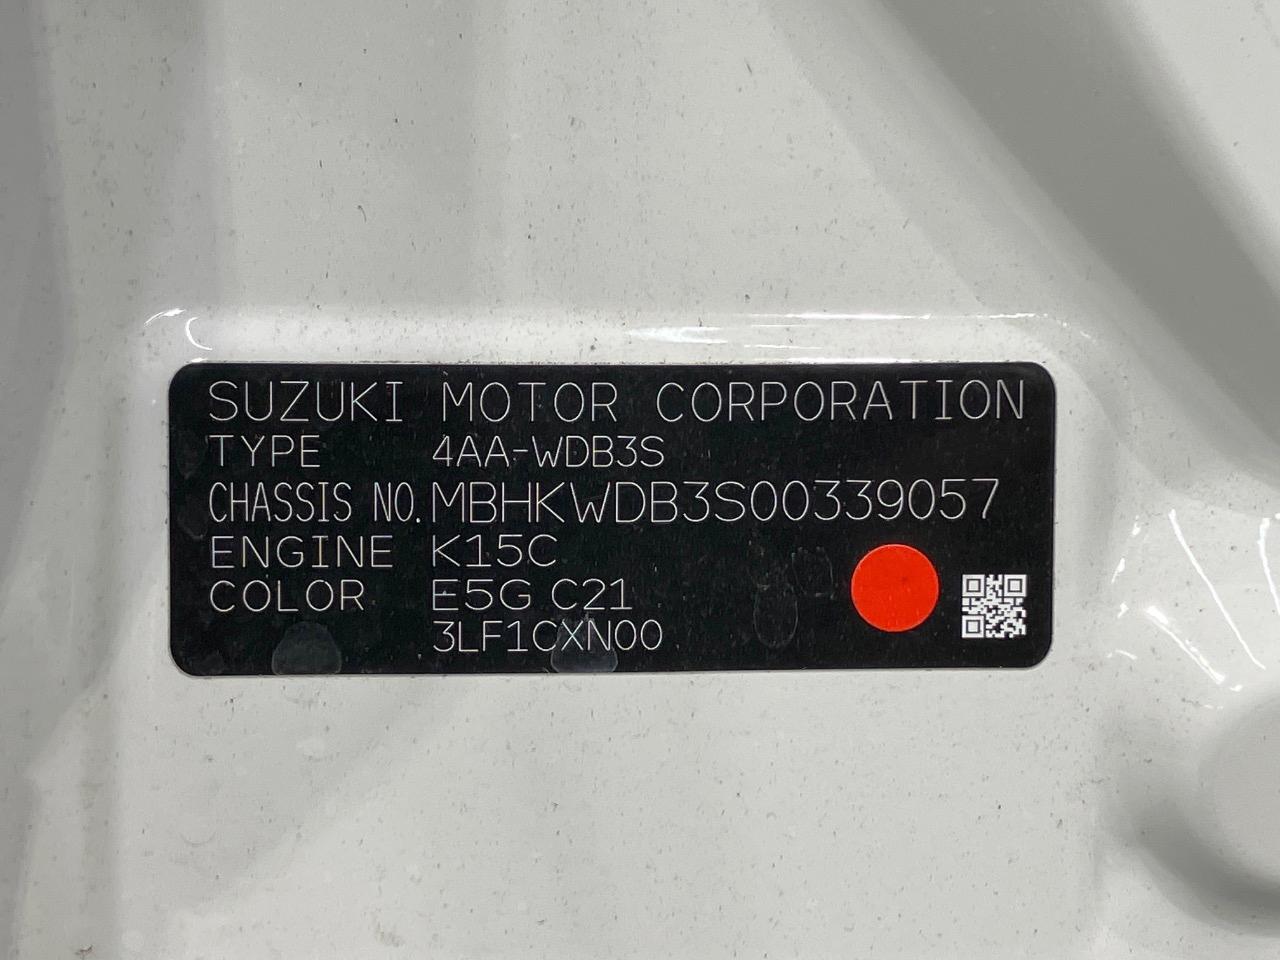 SUZUKI MOTOR CORPORATION
TYPE 4AA-WDB3S
CHASSIS NO. MBHKWDB3S00339057
ENGINE K15C
COLOR E5G C21
3LF1CXN00